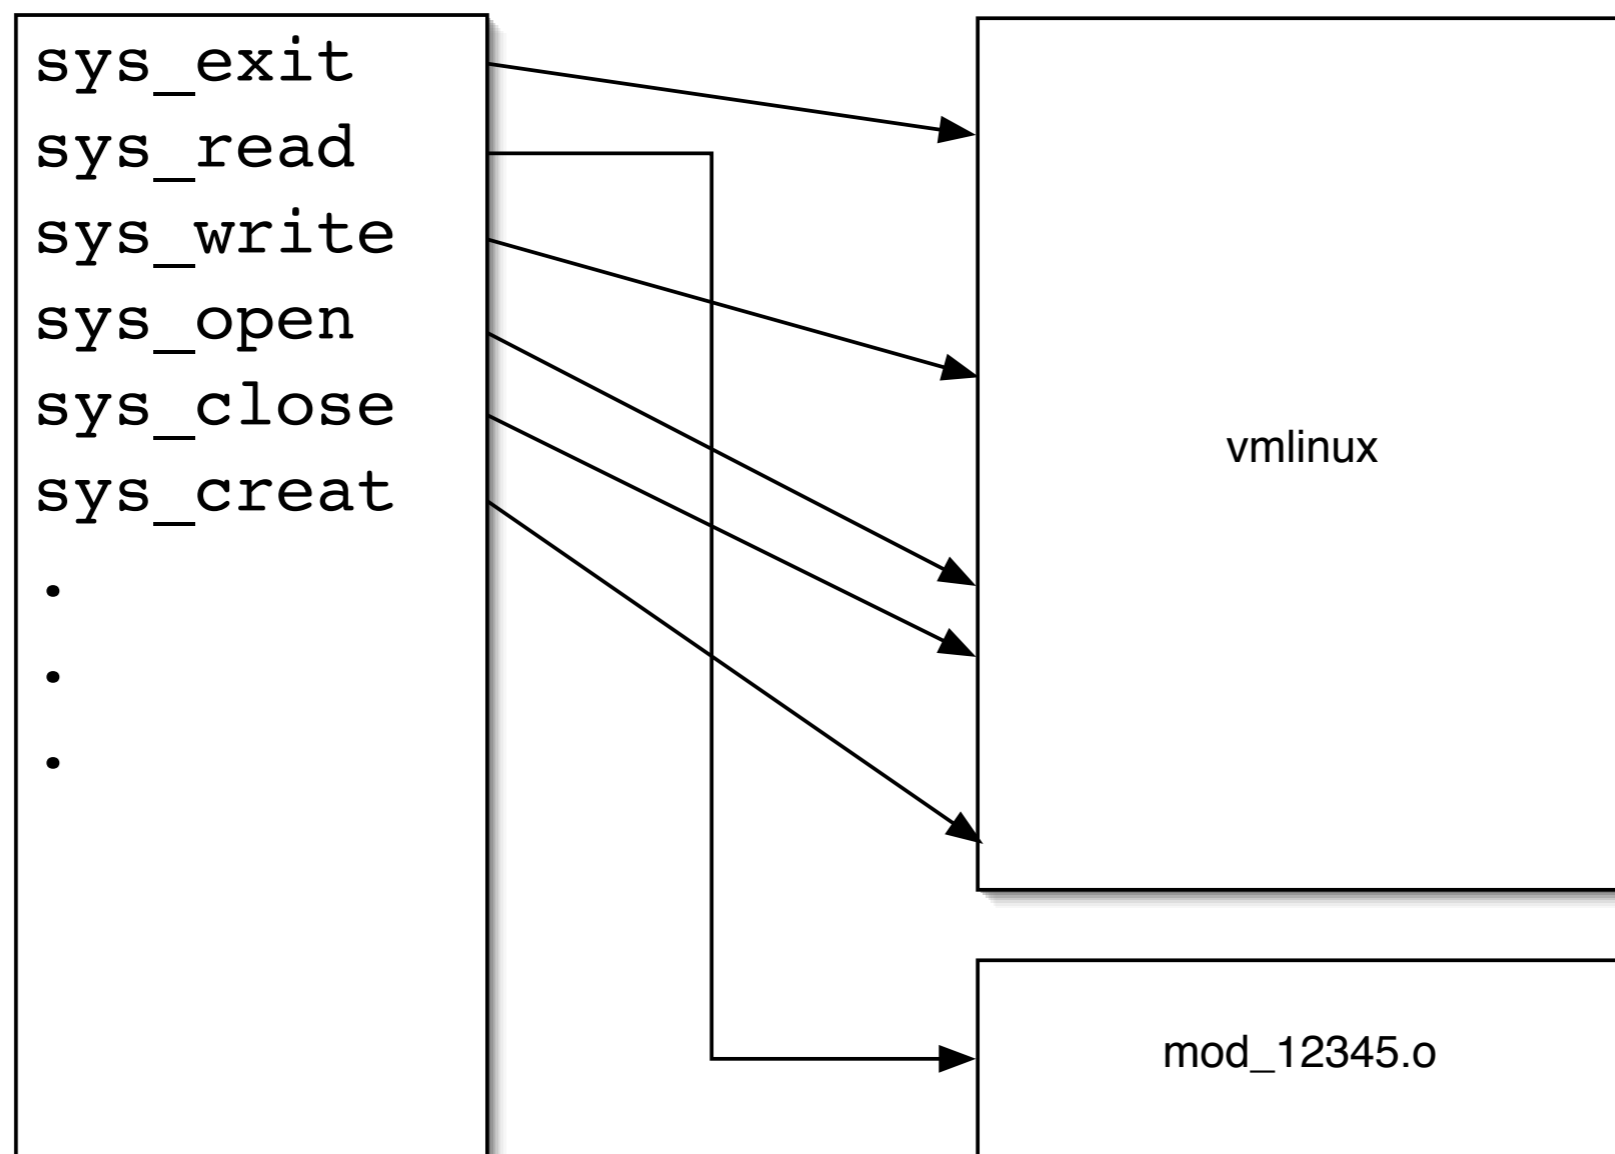 sys_exit
sys_read
sys_write
sys_open
sys_close
sys_creat
.
.
.
vmlinux
mod_12345.o